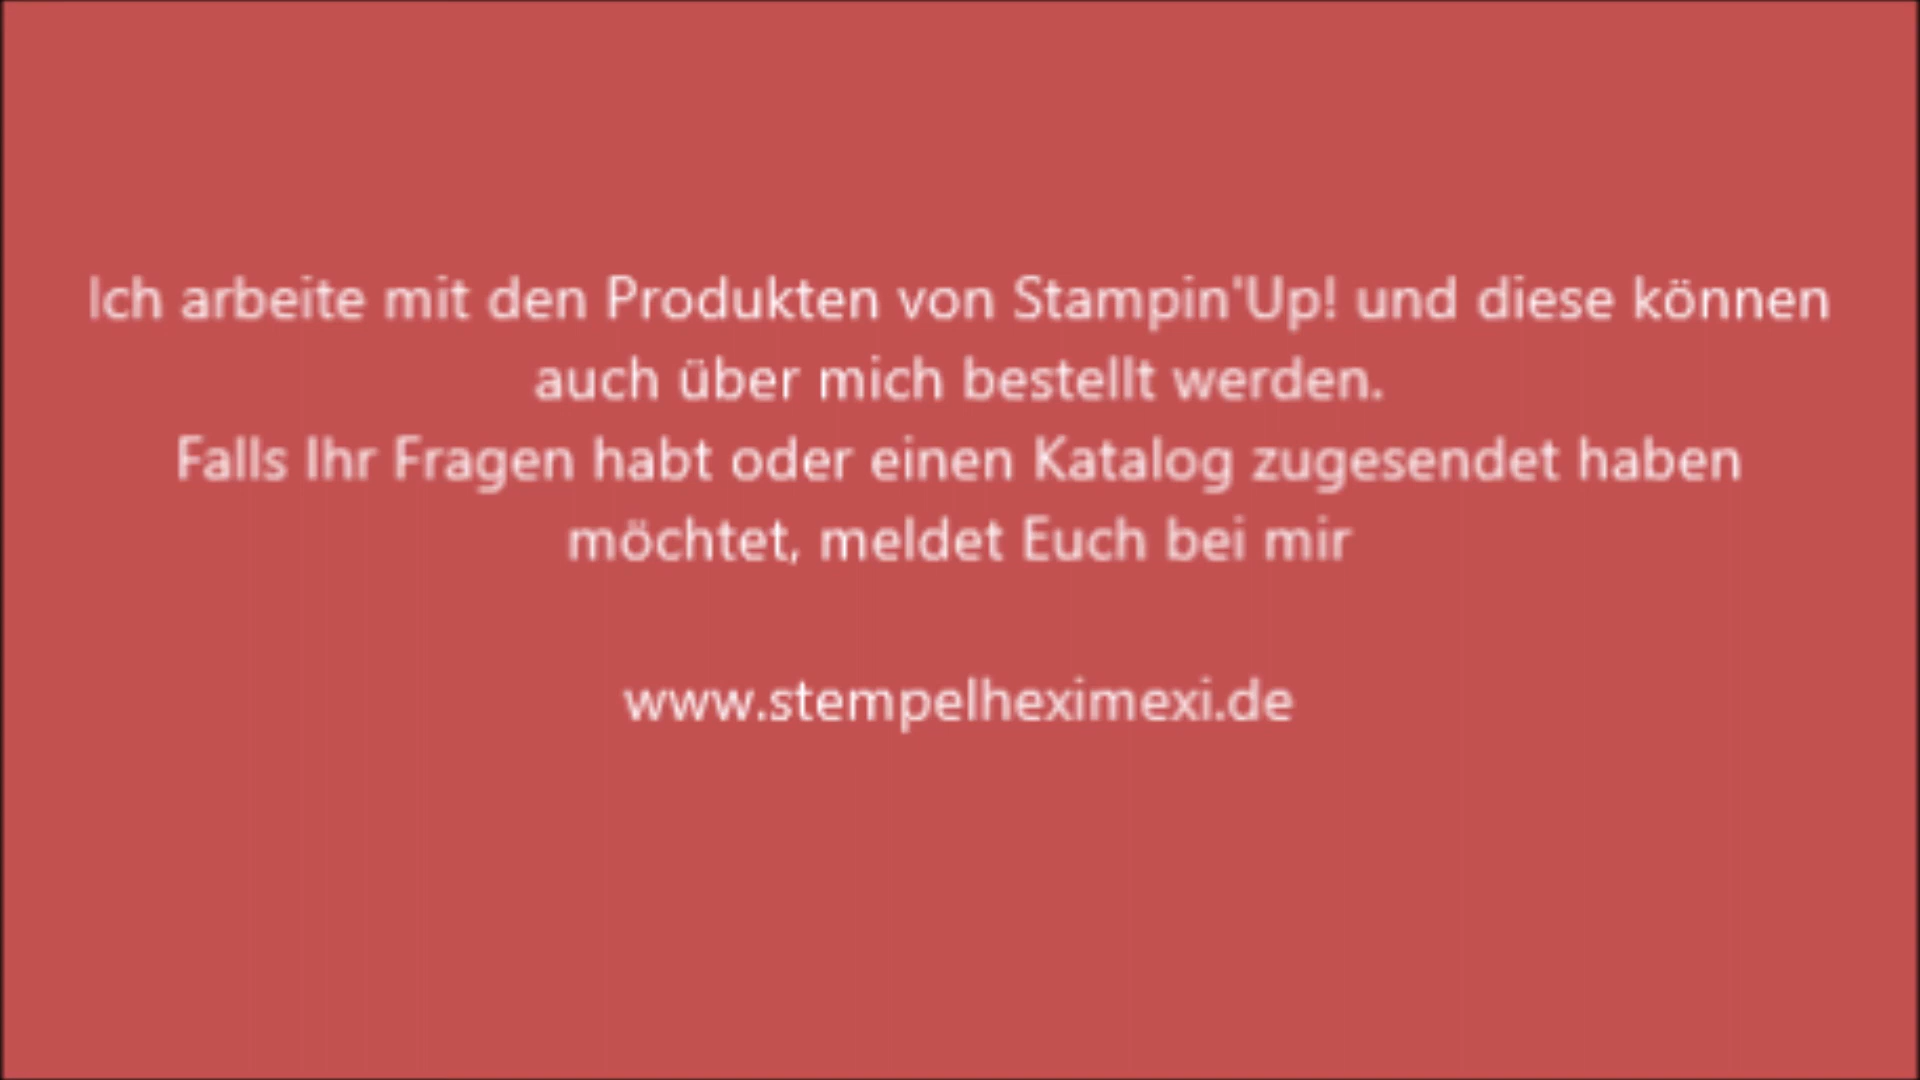 Ich arbeite mit den Produkten von Stampin'Up! und diese können
auch über mich bestellt werden.
Falls Ihr Fragen habt oder einen Katalog zugesendet haben
möchtet, meldet Euch bei mir
www.stempelheximexi.de